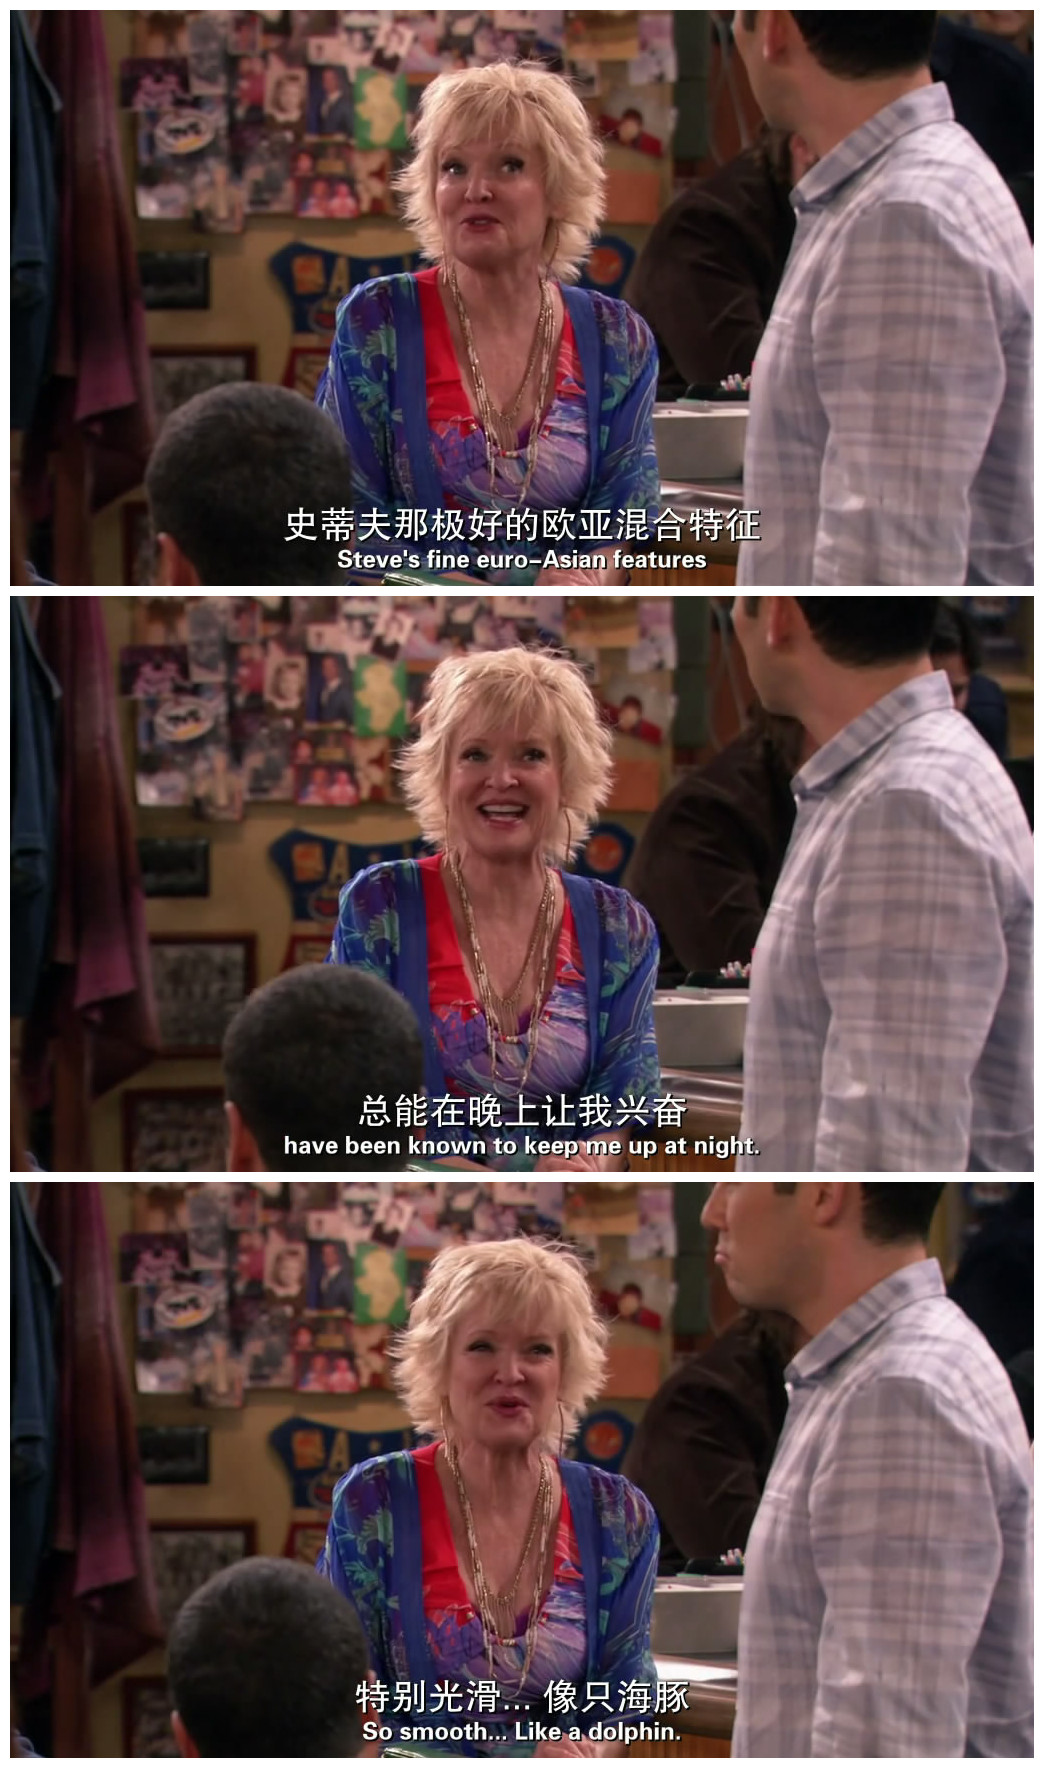 史蒂夫那极好的欧亚混合特征
Steve's fine euro-Asian features
总能在晚上让我兴奋
have been known to keep me up at night.
特别光滑... 像只海豚
So smooth... Like a dolphin.